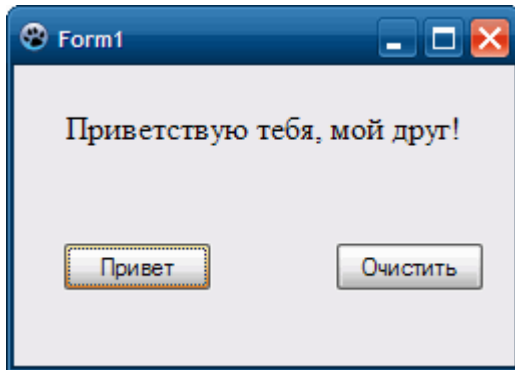 Form1
Приветствую тебя, мой друг!
Привет
Очистить